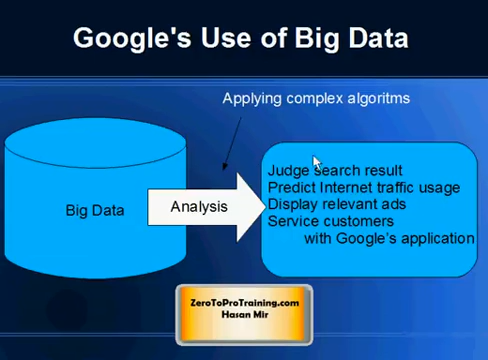 Google's Use of Big Data
Applying complex algoritms
Big Data
Analysis
Judge search result
Predict Internet traffic usage
Display relevant ads
Service customers
with Google's application
ZeroToProTraining.com
Hasan Mir